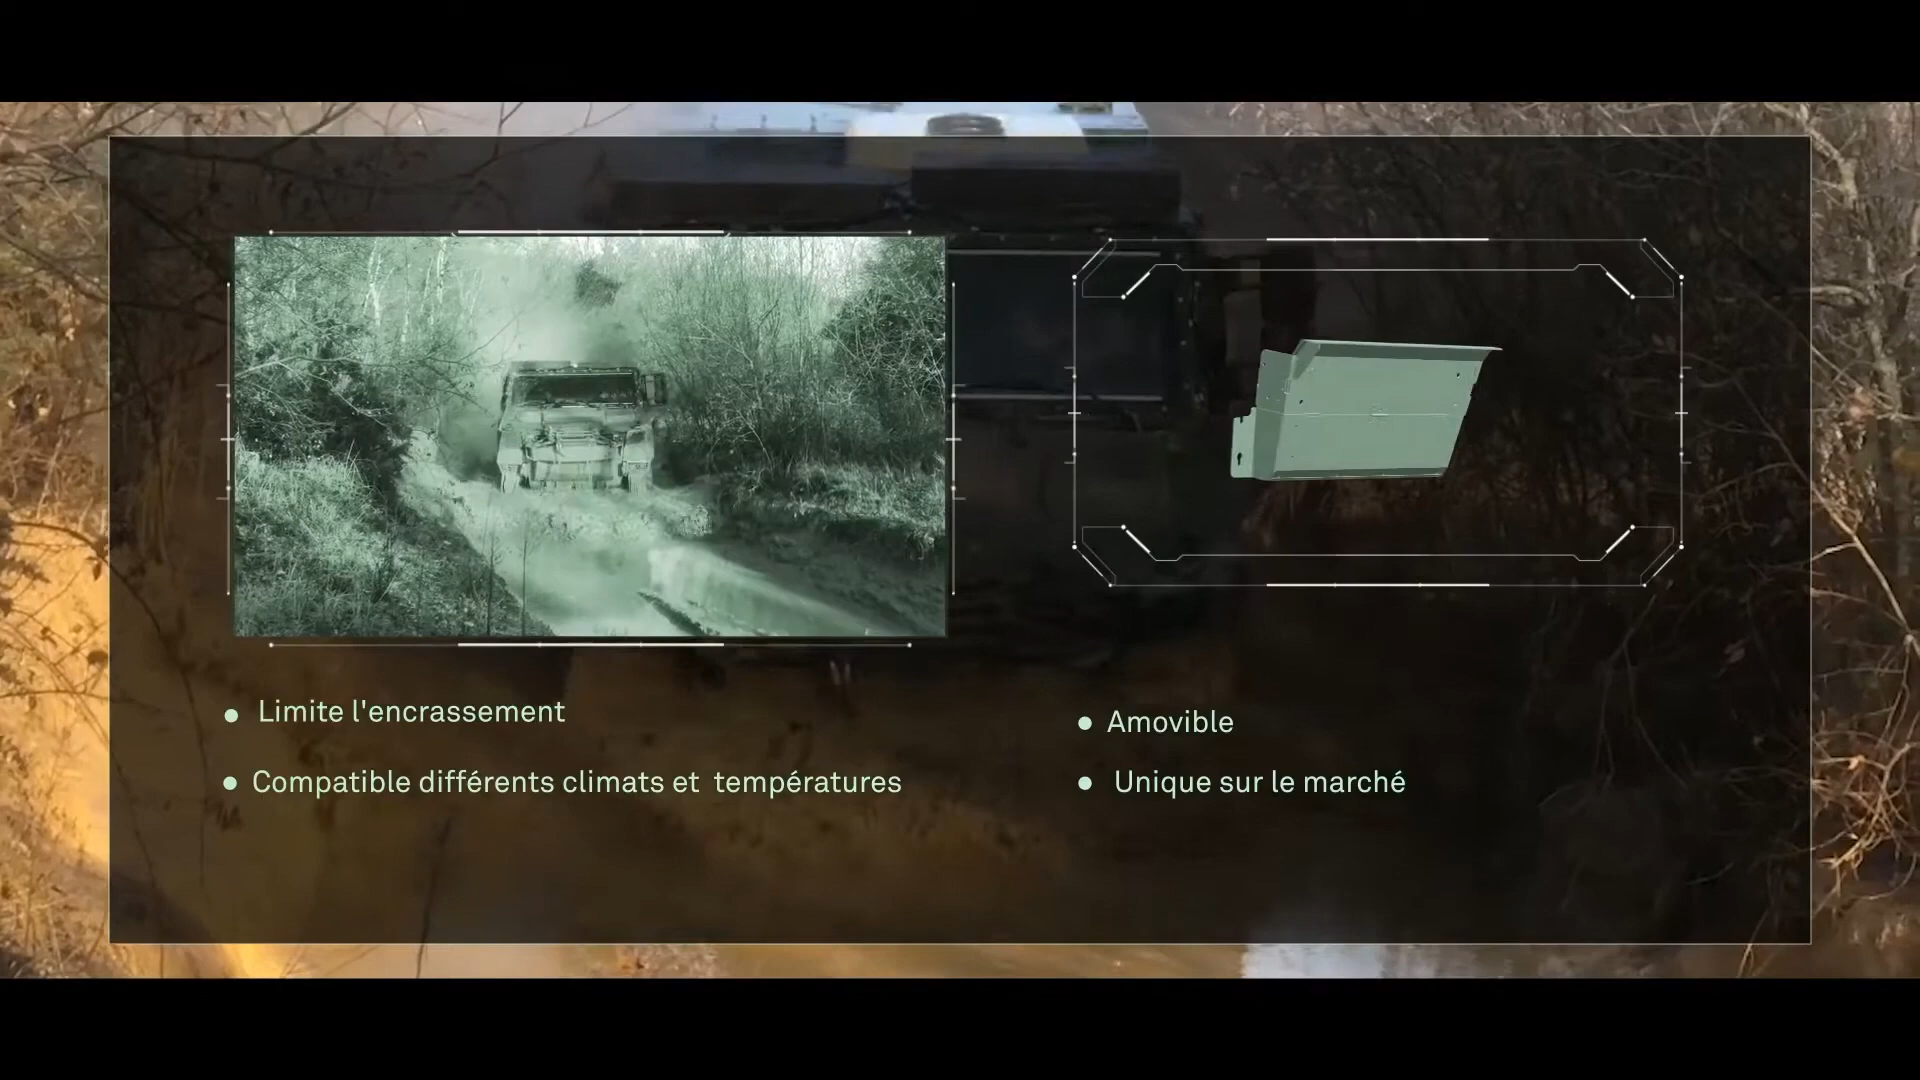 Limite l'encrassement
Compatible différents climats et températures
Amovible
Unique sur le marché